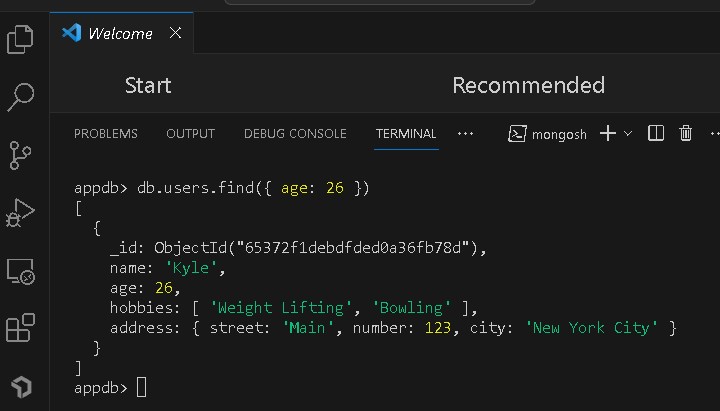 Welcome
Start Recommended
PROBLEMS OUTPUT DEBUG CONSOLE TERMINAL ... mongosh
appdb> db.users.find({ age: 26 })
[
{
_id: ObjectId("65372f1debdfded0a36fb78d"),
name: 'Kyle',
age: 26,
hobbies: [ 'Weight Lifting', 'Bowling' ],
address: { street: 'Main', number: 123, city: 'New York City' }
}
]
appdb>